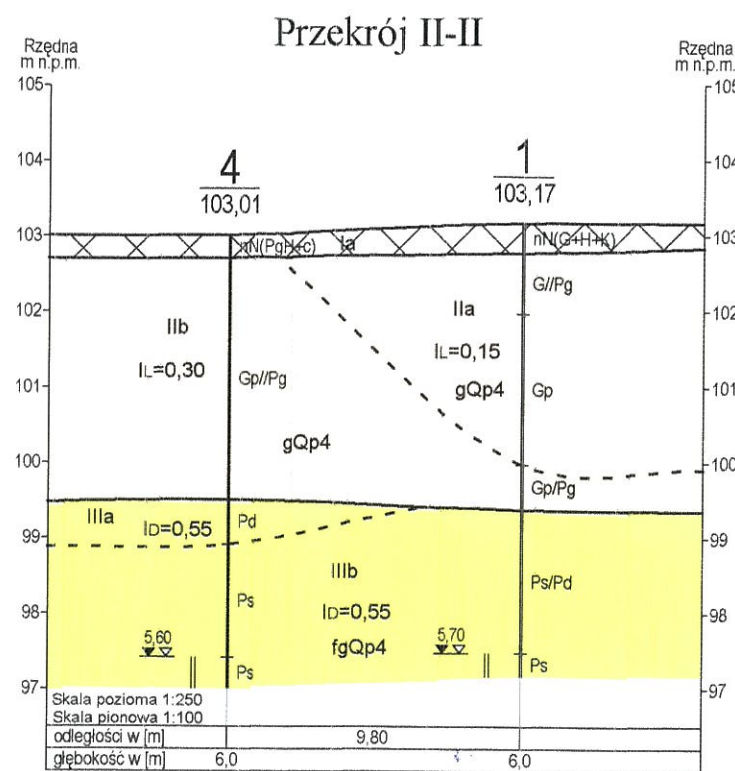 Przekrój II-II
Rzędna
m n.p.m.
Rzędna
m n.p.m.
105
105
104
104
4
103,01
1
103,17
103
nN(PgH+c)
Ia
nN(G+H+K)
103
G//Pg
102
IIb
IIa
102
IL=0,30
IL=0,15
Gp//Pg
101
gQp4
Gp
101
gQp4
100
100
Gp/Pg
IIIa
ID=0,55
Pd
99
99
IIIb
Ps
ID=0,55
Ps/Pd
98
98
fgQp4
5,60
5,70
Ps
Ps
97
97
Skala pozioma 1:250
Skala pionowa 1:100
odległości w [m]
9,80
głębokość w [m]
6,0
6,0